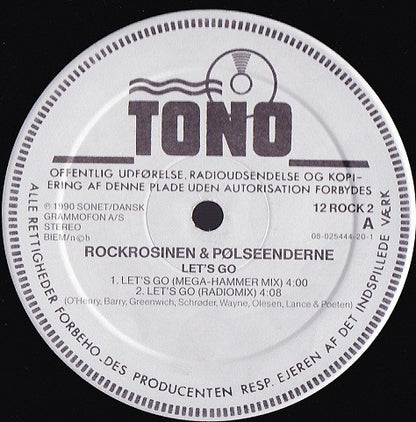 TONO
OFFENTLIG UDFØRELSE, RADIOUDSENDELSE OG KOPI-
ERING AF DENNE PLADE UDEN AUTORISATION FORBYDES
℗ 1990 SONET/DANSK
GRAMMOFON A/S
STEREO
BIEM/n©b
12 ROCK 2
A
08-025444-20-1
ROCKROSINEN & PØLSEENDERNE
LET'S GO
1. LET'S GO (MEGA-HAMMER MIX) 4:00
2. LET'S GO (RADIOMIX) 4:08
(O'Henry, Barry, Greenwich, Schrøder, Wayne, Olesen, Lance & Poeten)
ALLE RETTIGHEDER FORBEHO. DES PRODUCENTEN RESP. EJEREN AF DET INDSPILLEDE VÆRK